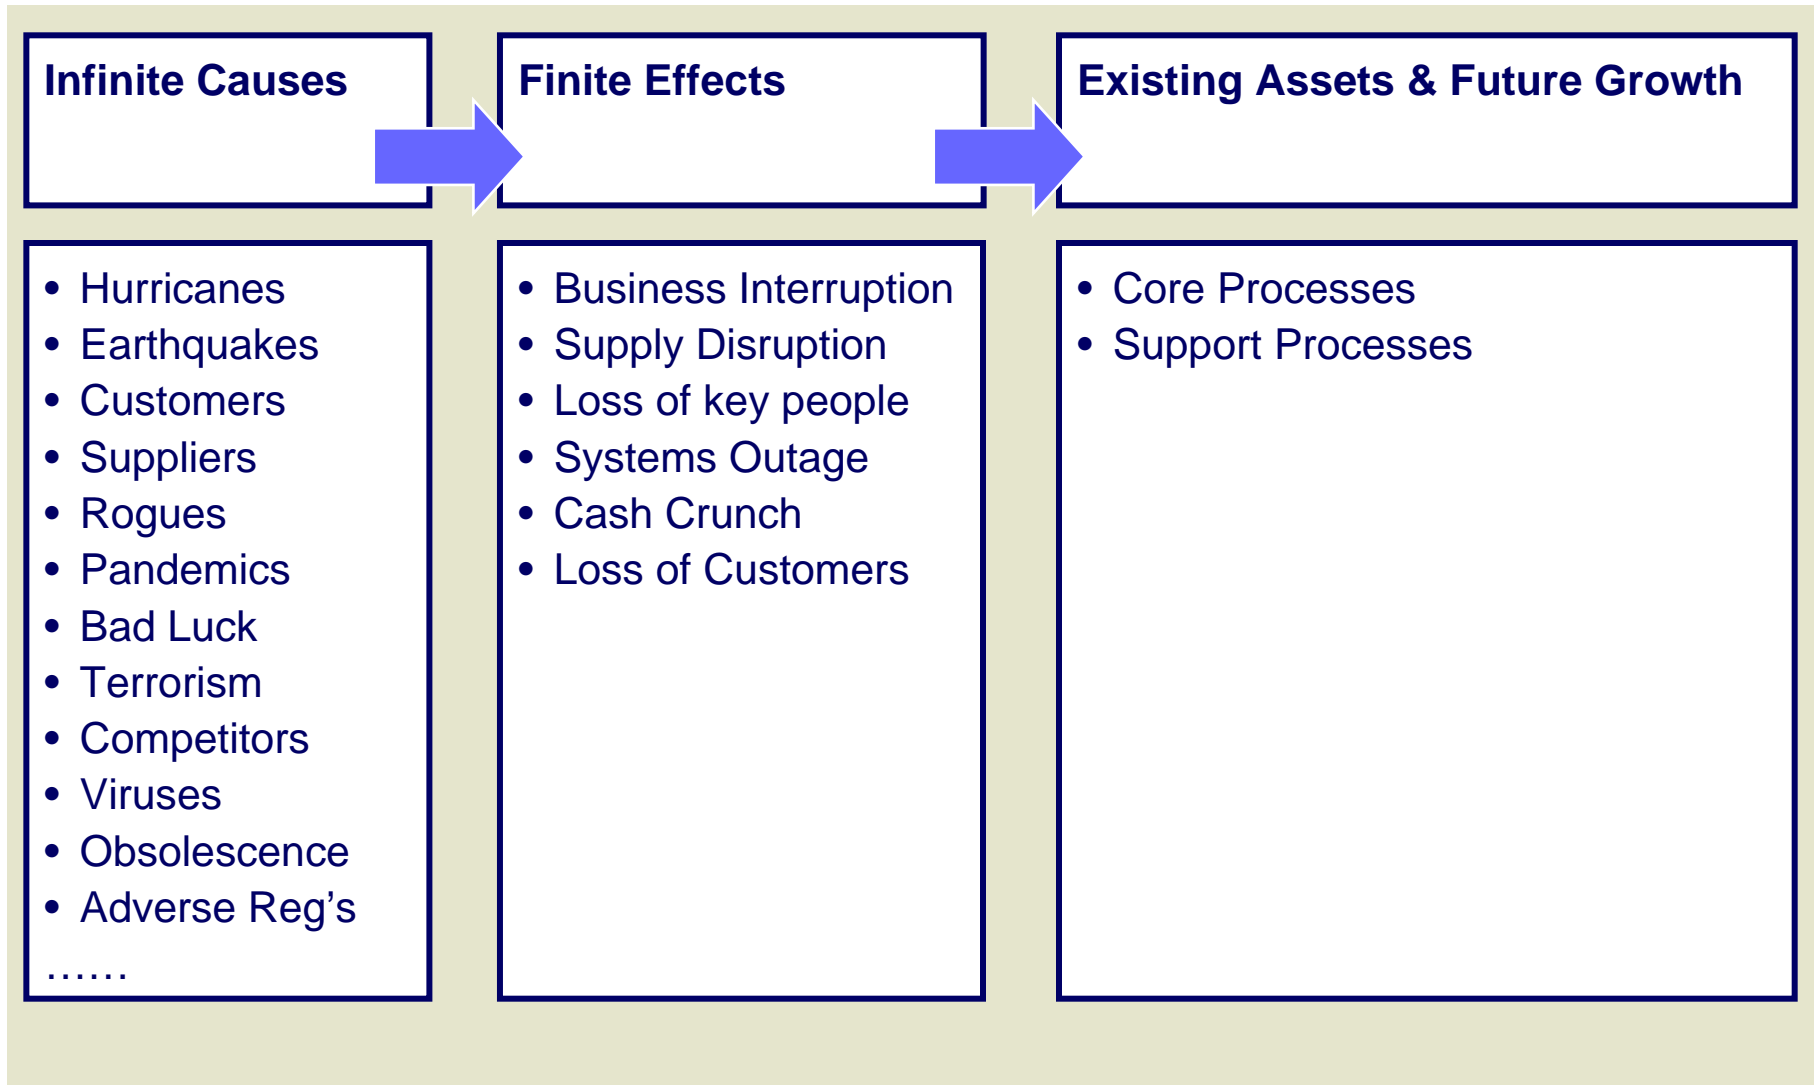 Infinite Causes
Finite Effects
Existing Assets & Future Growth
• Hurricanes
• Earthquakes
• Customers
• Suppliers
• Rogues
• Pandemics
• Bad Luck
• Terrorism
• Competitors
• Viruses
• Obsolescence
• Adverse Reg’s
……
• Business Interruption
• Supply Disruption
• Loss of key people
• Systems Outage
• Cash Crunch
• Loss of Customers
• Core Processes
• Support Processes